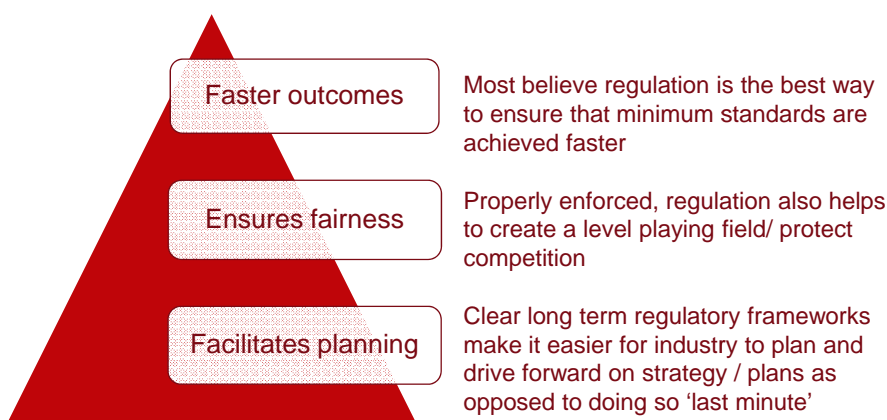 Faster outcomes
Most believe regulation is the best way
to ensure that minimum standards are
achieved faster
Ensures fairness
Properly enforced, regulation also helps
to create a level playing field/ protect
competition
Facilitates planning
Clear long term regulatory frameworks
make it easier for industry to plan and
drive forward on strategy / plans as
opposed to doing so ‘last minute’